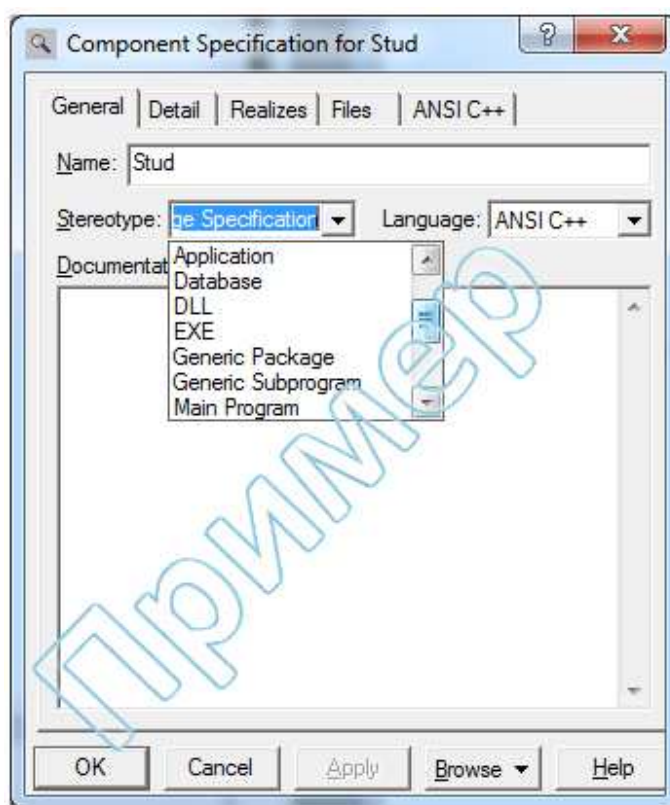 Component Specification for Stud
General Detail Realizes Files ANSI C++
Name: Stud
Stereotype: ge Specification Language: ANSI C++
Documentat
Application
Database
DLL
EXE
Generic Package
Generic Subprogram
Main Program
Пример
OK Cancel Apply Browse Help